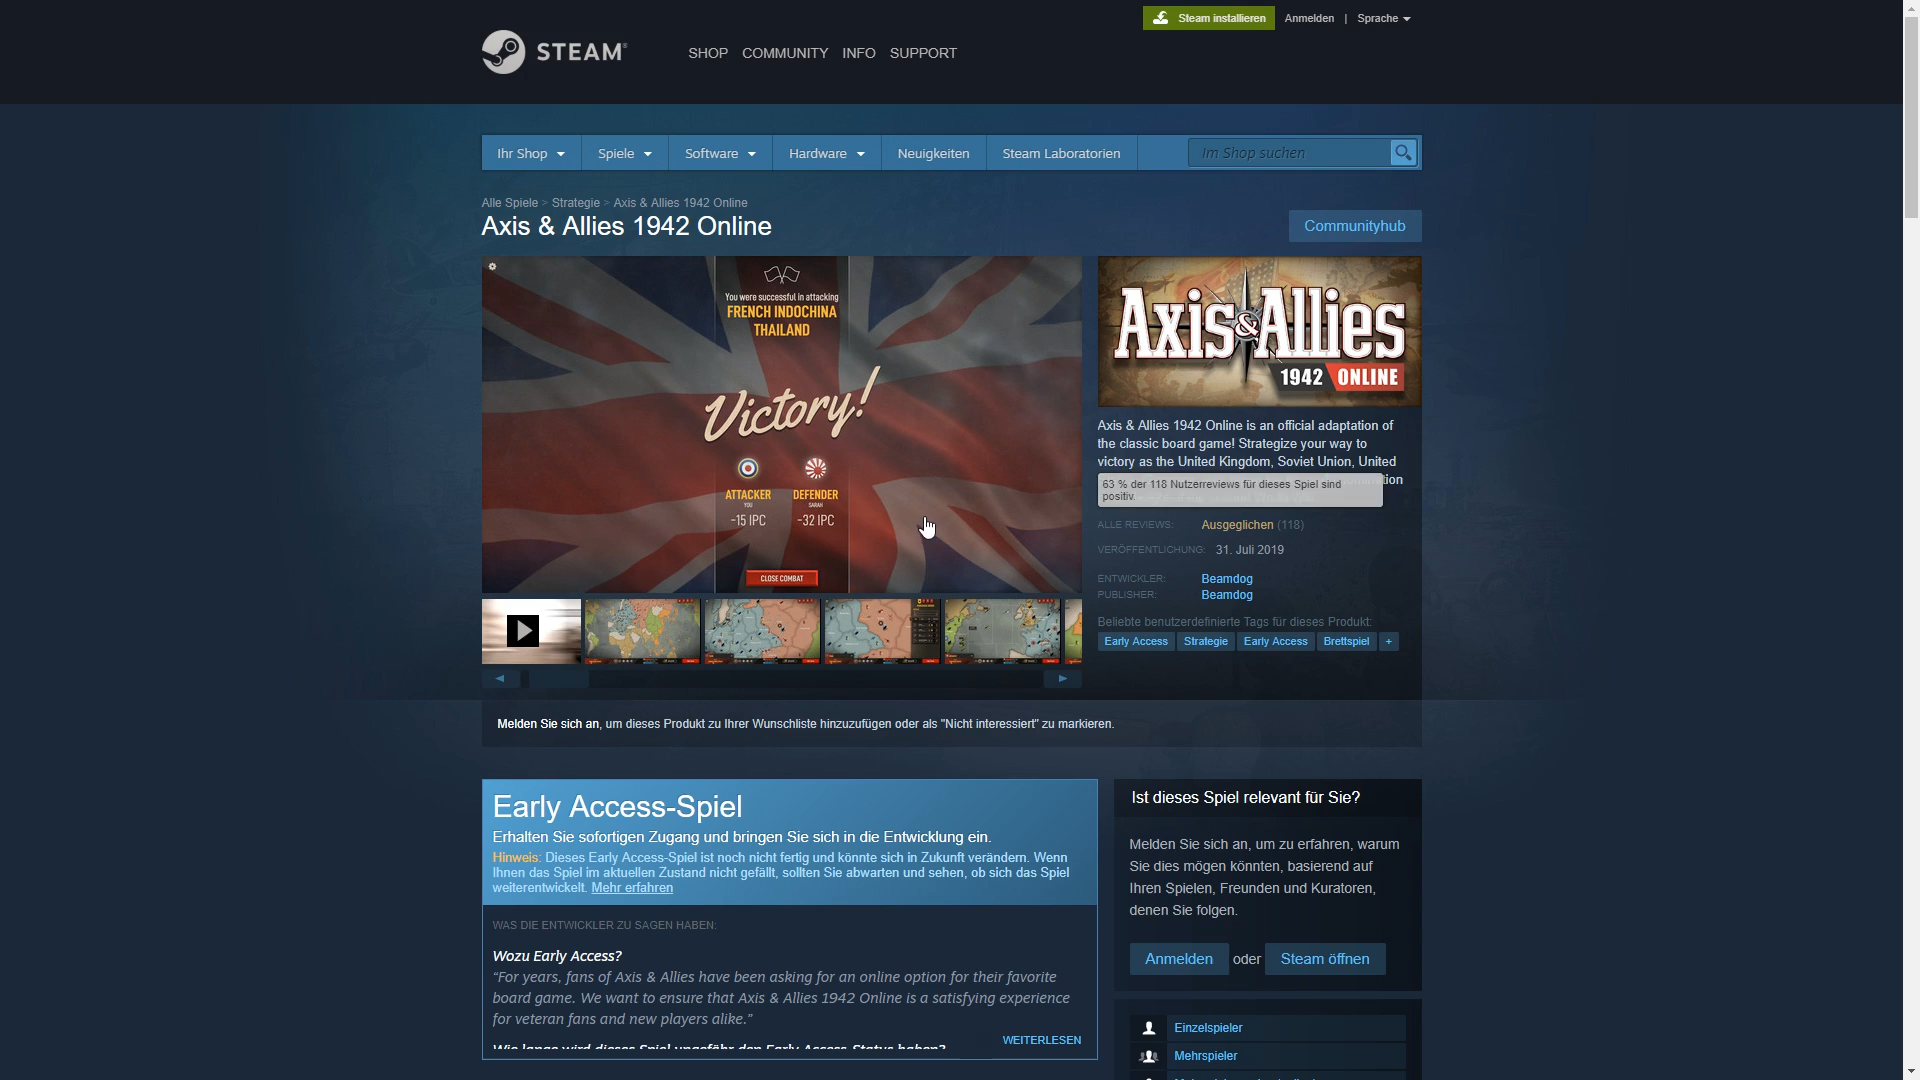 Steam installieren
Anmelden | Sprache
STEAM
SHOP COMMUNITY INFO SUPPORT
Ihr Shop Spiele Software Hardware Neuigkeiten Steam Laboratorien Im Shop suchen
Alle Spiele > Strategie > Axis & Allies 1942 Online
Axis & Allies 1942 Online
Communityhub
You were successful in attacking
FRENCH INDOCHINA
THAILAND
Victory!
ATTACKER DEFENDER
YOU SARAH
-15 IPC -32 IPC
CLOSE COMBAT
Axis & Allies
1942 ONLINE
Axis & Allies 1942 Online is an official adaptation of
the classic board game! Strategize your way to
victory as the United Kingdom, Soviet Union, United
63 % der 118 Nutzerreviews für dieses Spiel sind
positiv.
ALLE REVIEWS: Ausgeglichen (118)
VERÖFFENTLICHUNG: 31. Juli 2019
ENTWICKLER: Beamdog
PUBLISHER: Beamdog
Beliebte benutzerdefinierte Tags für dieses Produkt:
Early Access Strategie Early Access Brettspiel +
Melden Sie sich an, um dieses Produkt zu Ihrer Wunschliste hinzuzufügen oder als "Nicht interessiert" zu markieren.
Early Access-Spiel
Erhalten Sie sofortigen Zugang und bringen Sie sich in die Entwicklung ein.
Hinweis: Dieses Early Access-Spiel ist noch nicht fertig und könnte sich in Zukunft verändern. Wenn
Ihnen das Spiel im aktuellen Zustand nicht gefällt, sollten Sie abwarten und sehen, ob sich das Spiel
weiterentwickelt. Mehr erfahren
WAS DIE ENTWICKLER ZU SAGEN HABEN:
Wozu Early Access?
“For years, fans of Axis & Allies have been asking for an online option for their favorite
board game. We want to ensure that Axis & Allies 1942 Online is a satisfying experience
for veteran fans and new players alike.”
WEITERLESEN
Wie lange wird dieses Spiel ungefähr den Early Access-Status haben?
Ist dieses Spiel relevant für Sie?
Melden Sie sich an, um zu erfahren, warum
Sie dies mögen könnten, basierend auf
Ihren Spielen, Freunden und Kuratoren,
denen Sie folgen.
Anmelden oder Steam öffnen
Einzelspieler
Mehrspieler